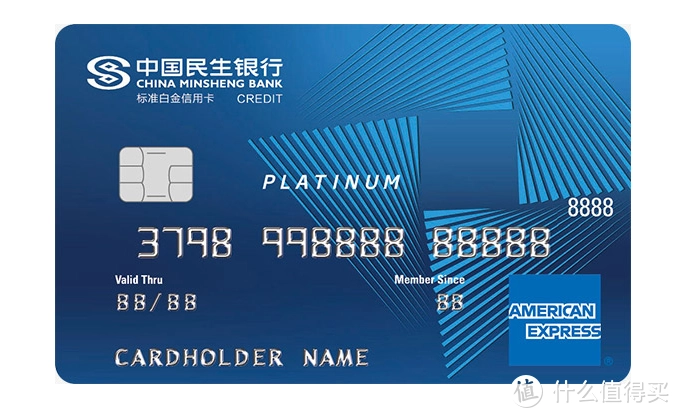 中国民生银行
CHINA MINSHENG BANK
标准白金信用卡 CREDIT
PLATINUM
8888
3798 998888 88888
Valid Thru Member Since
88/88 88
AMERICAN EXPRESS
®
CARDHOLDER NAME
值 什么值得买